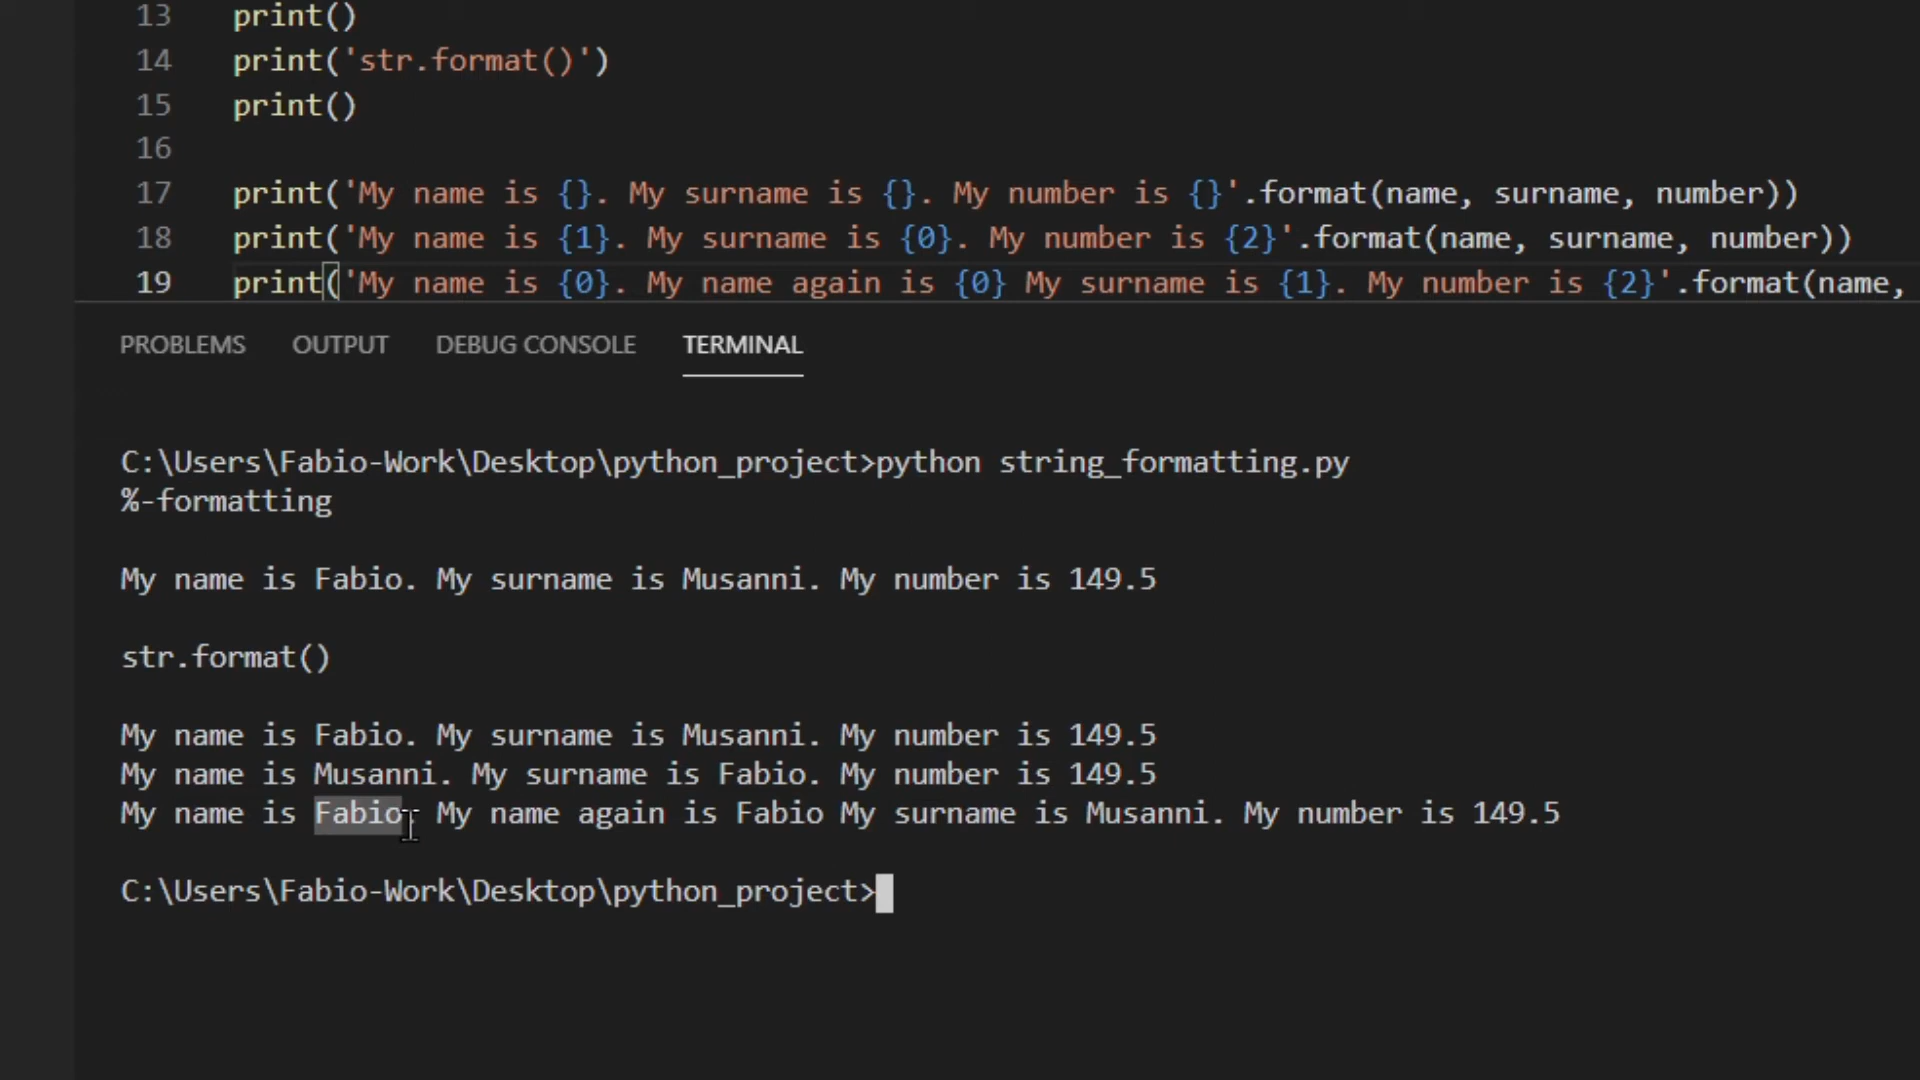 13 print()
14 print('str.format()')
15 print()
16
17 print('My name is {}. My surname is {}. My number is {}'.format(name, surname, number))
18 print('My name is {1}. My surname is {0}. My number is {2}'.format(name, surname, number))
19 print('My name is {0}. My name again is {0} My surname is {1}. My number is {2}'.format(name,
PROBLEMS OUTPUT DEBUG CONSOLE TERMINAL
C:\Users\Fabio-Work\Desktop\python_project>python string_formatting.py
%-formatting
My name is Fabio. My surname is Musanni. My number is 149.5
str.format()
My name is Fabio. My surname is Musanni. My number is 149.5
My name is Musanni. My surname is Fabio. My number is 149.5
My name is Fabio. My name again is Fabio My surname is Musanni. My number is 149.5
C:\Users\Fabio-Work\Desktop\python_project>